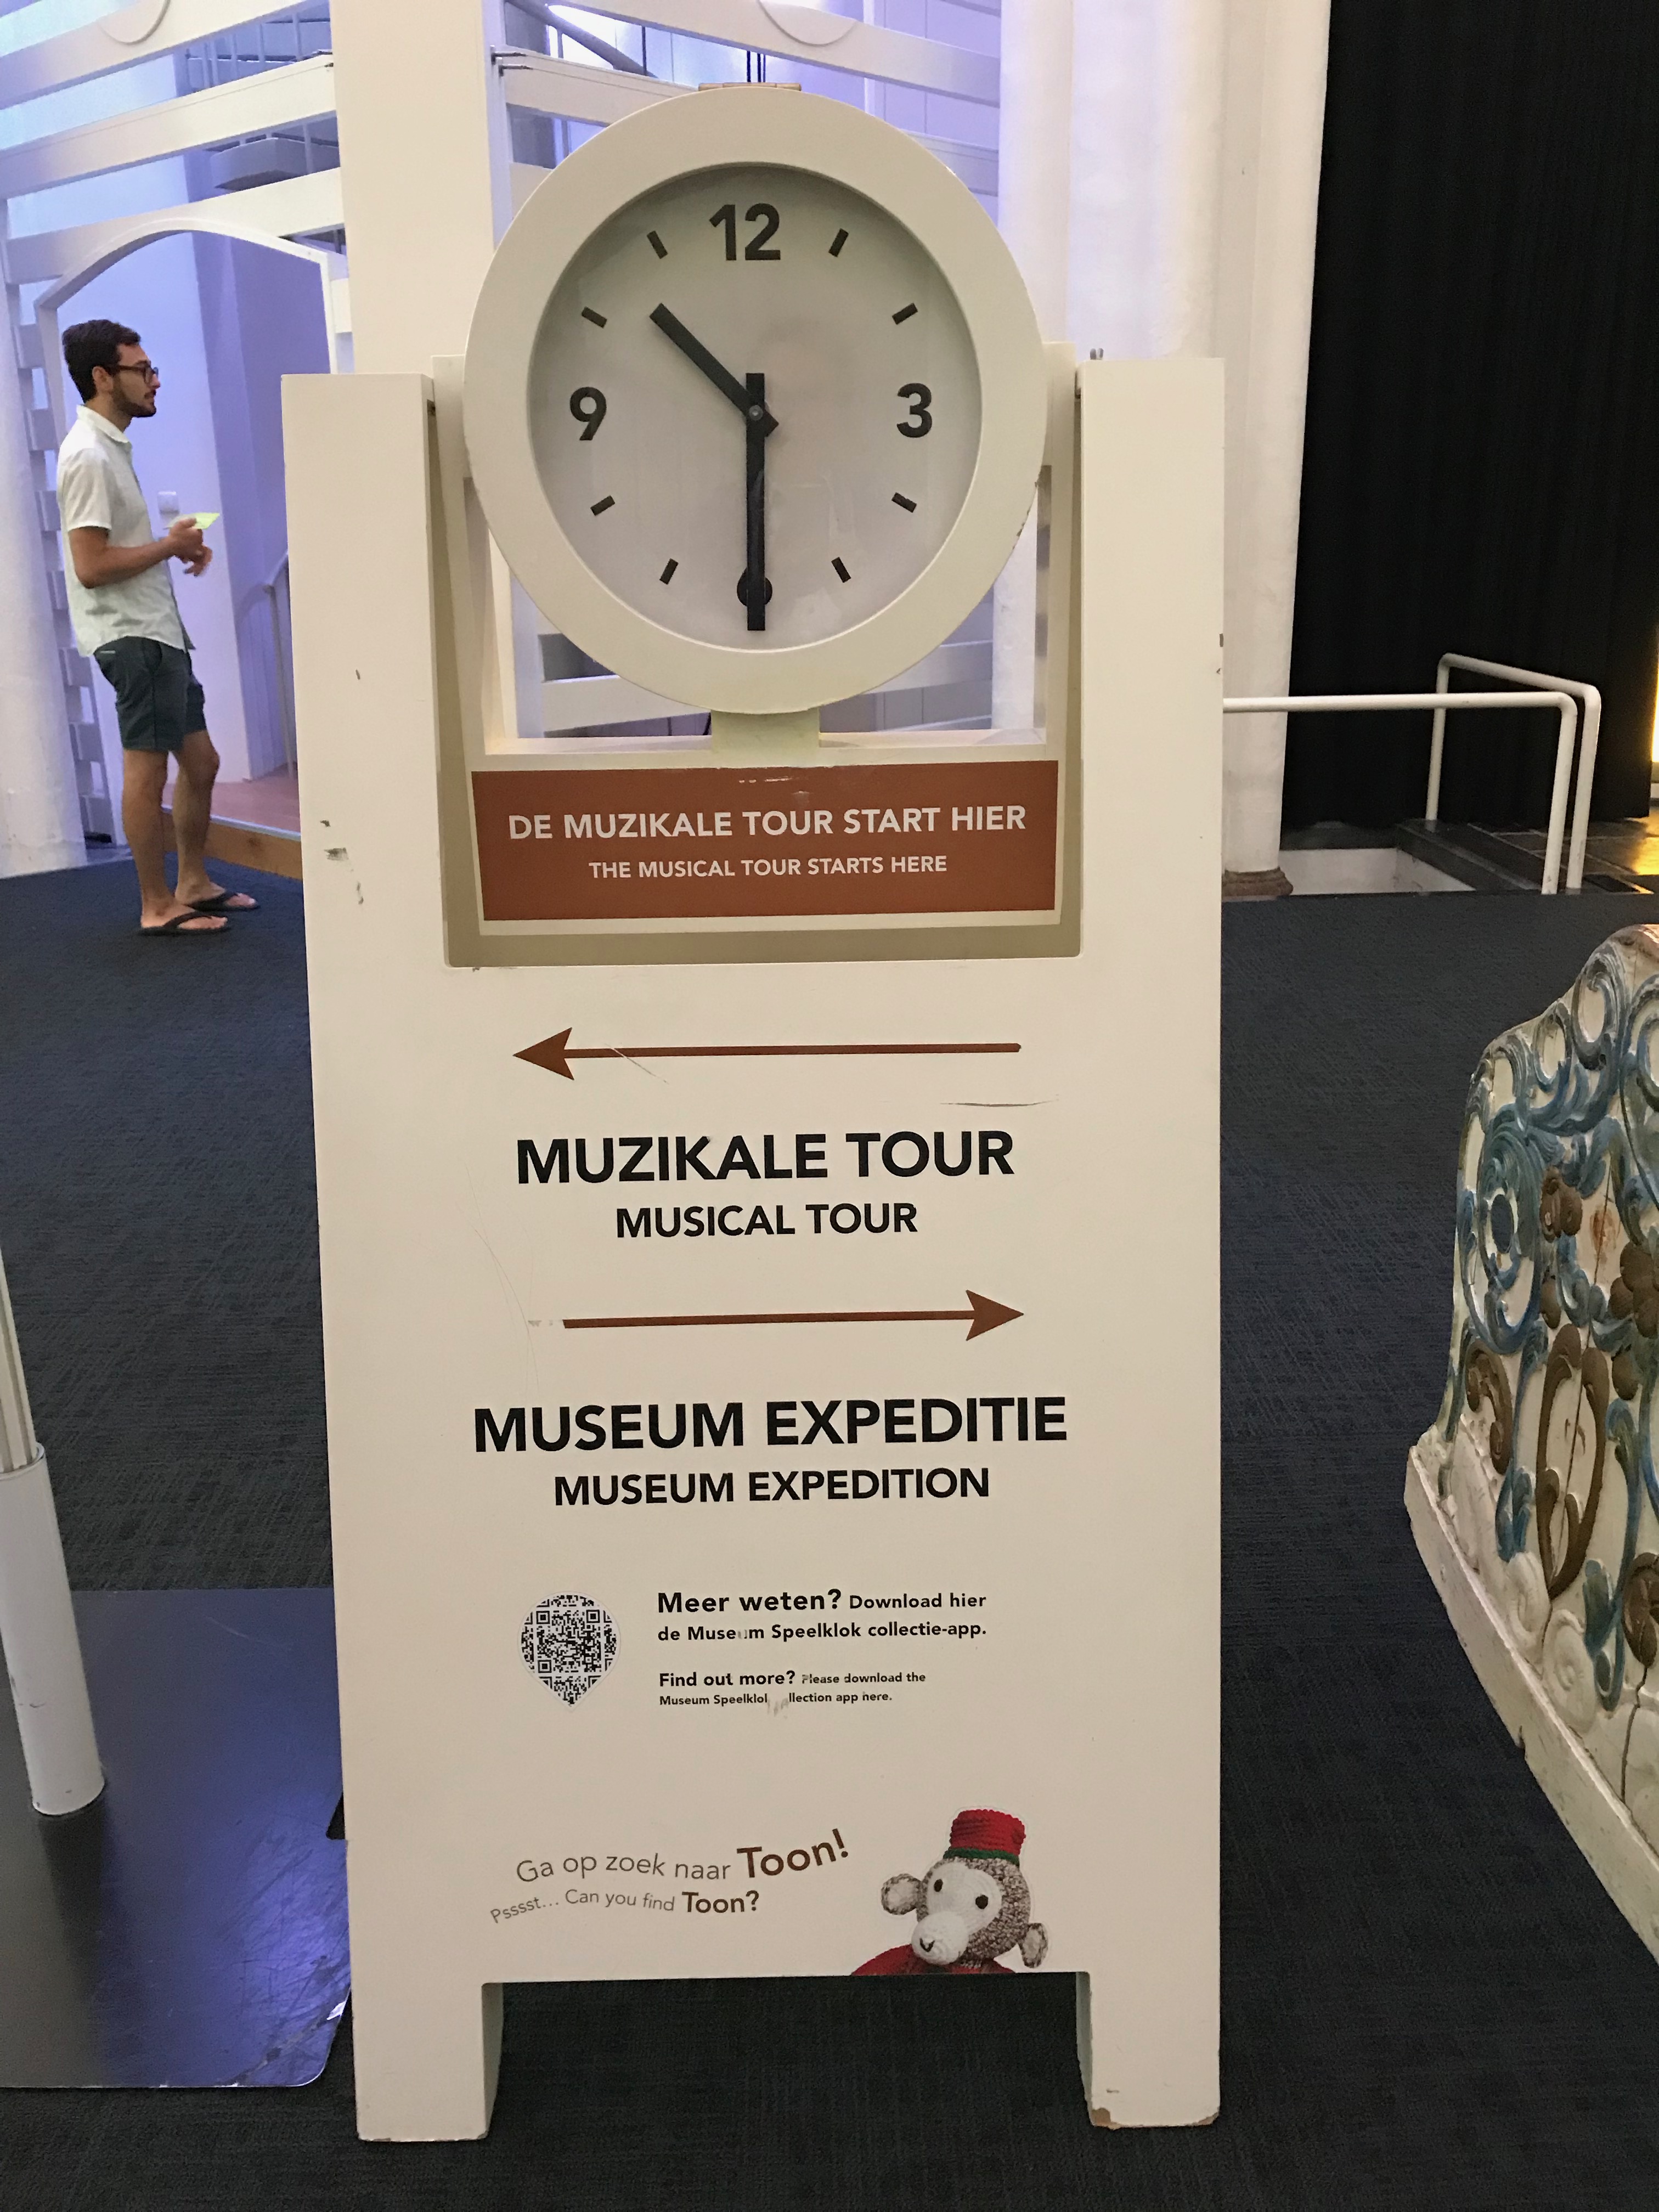 12
9
3
DE MUZIKALE TOUR START HIER
THE MUSICAL TOUR STARTS HERE
MUZIKALE TOUR
MUSICAL TOUR
MUSEUM EXPEDITIE
MUSEUM EXPEDITION
Meer weten? Download hier
de Museum Speelklok collectie-app.
Find out more? Please download the
Museum Speelklok collection app here.
Ga op zoek naar Toon!
Psssst... Can you find Toon?